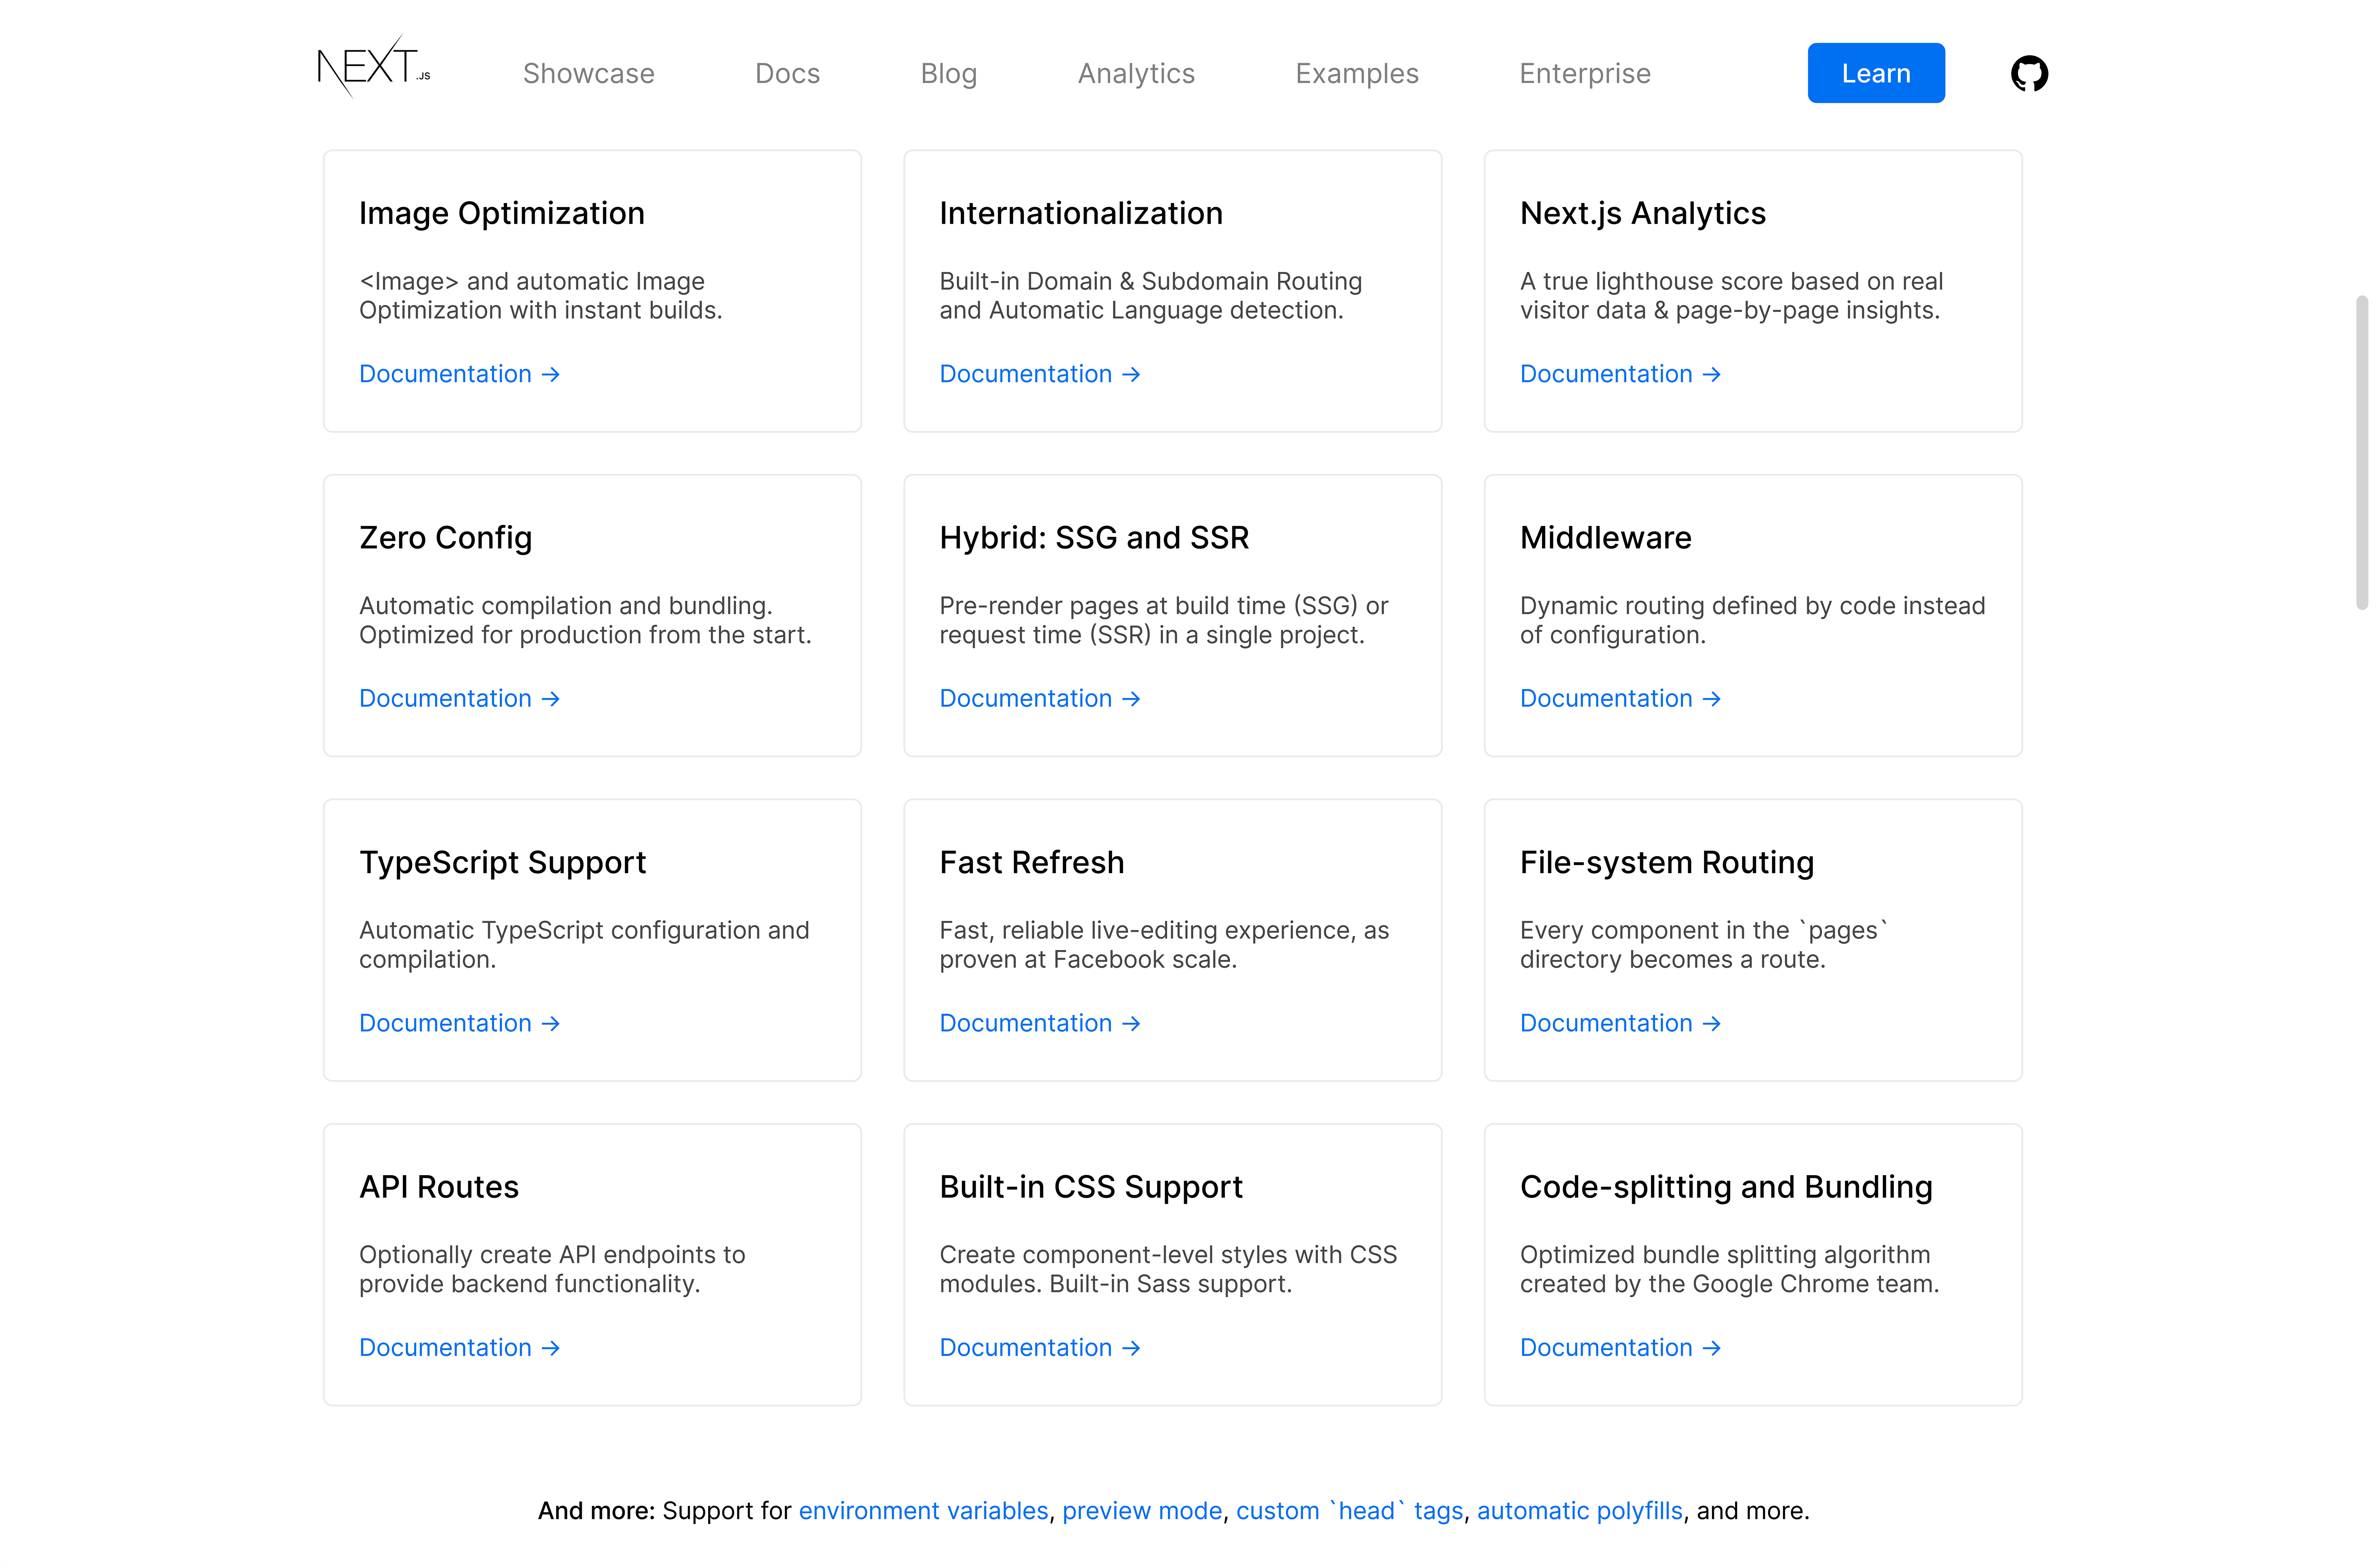 NEXT.JS
Showcase Docs Blog Analytics Examples Enterprise Learn
Image Optimization
<Image> and automatic Image
Optimization with instant builds.
Documentation →
Internationalization
Built-in Domain & Subdomain Routing
and Automatic Language detection.
Documentation →
Next.js Analytics
A true lighthouse score based on real
visitor data & page-by-page insights.
Documentation →
Zero Config
Automatic compilation and bundling.
Optimized for production from the start.
Documentation →
Hybrid: SSG and SSR
Pre-render pages at build time (SSG) or
request time (SSR) in a single project.
Documentation →
Middleware
Dynamic routing defined by code instead
of configuration.
Documentation →
TypeScript Support
Automatic TypeScript configuration and
compilation.
Documentation →
Fast Refresh
Fast, reliable live-editing experience, as
proven at Facebook scale.
Documentation →
File-system Routing
Every component in the `pages`
directory becomes a route.
Documentation →
API Routes
Optionally create API endpoints to
provide backend functionality.
Documentation →
Built-in CSS Support
Create component-level styles with CSS
modules. Built-in Sass support.
Documentation →
Code-splitting and Bundling
Optimized bundle splitting algorithm
created by the Google Chrome team.
Documentation →
And more: Support for environment variables, preview mode, custom `head` tags, automatic polyfills, and more.